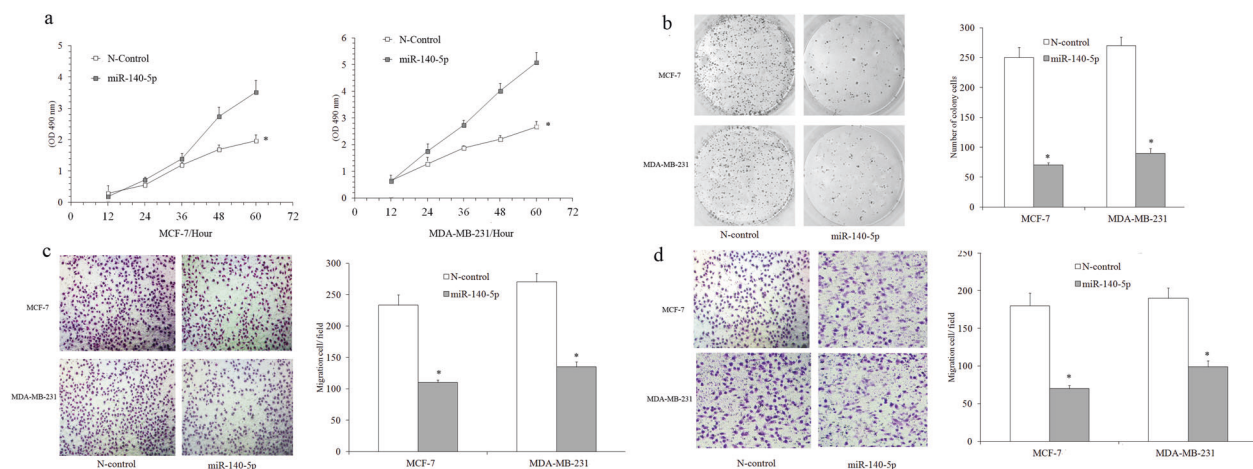 a
N-Control
miR-140-5p
(OD 490 nm)
5
4
3
2
1
0
0 12 24 36 48 60 72
*
MCF-7/Hour
N-Control
miR-140-5p
(OD 490 nm)
6
5
4
3
2
1
0
0 12 24 36 48 60 72
*
MDA-MB-231/Hour
b
MCF-7
MDA-MB-231
N-control
miR-140-5p
N-control
miR-140-5p
Number of colony cells
300
250
200
150
100
50
0
*
*
MCF-7
MDA-MB-231
c
MCF-7
MDA-MB-231
N-control
miR-140-5p
N-control
miR-140-5p
Migration cell/ field
300
250
200
150
100
50
0
*
*
MCF-7
MDA-MB-231
d
MCF-7
MDA-MB-231
N-control
miR-140-5p
N-control
miR-140-5p
Migration cell/ field
250
200
150
100
50
0
*
*
MCF-7
MDA-MB-231